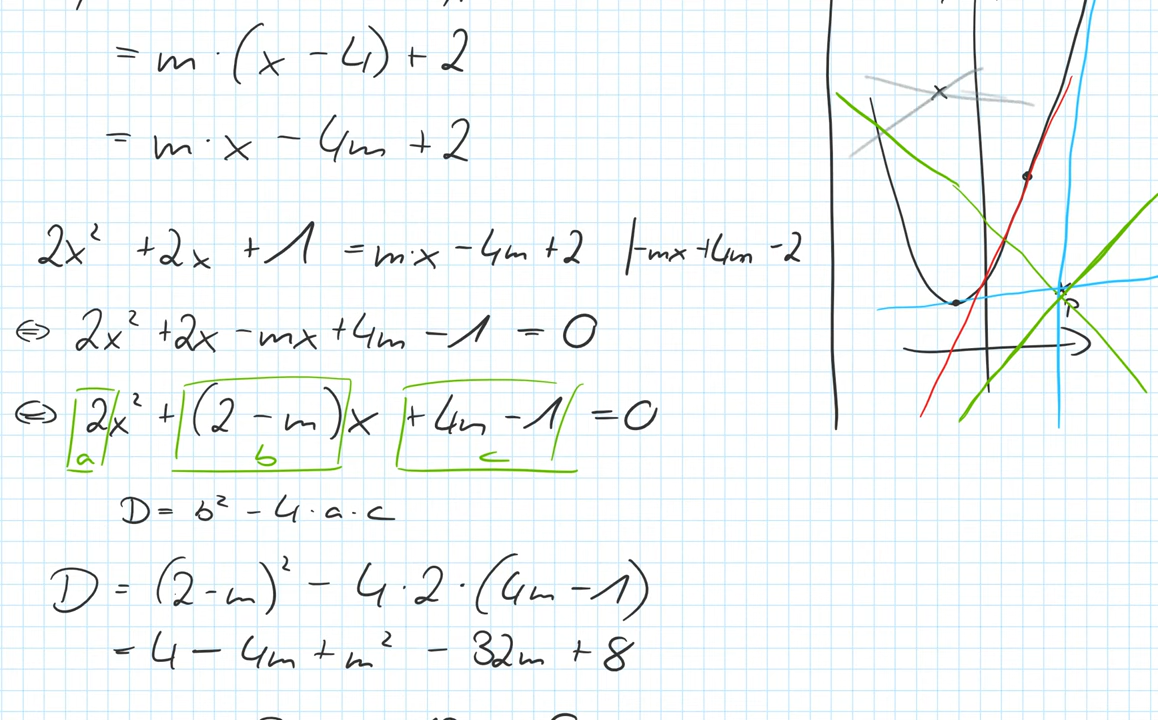 = m · (x - 4) + 2
= m · x - 4m + 2
2x² + 2x + 1 = m·x - 4m + 2 |-mx+4m-2
⇔ 2x² + 2x - mx + 4m - 1 = 0
⇔ 2x² + (2 - m)x + 4m - 1 = 0
a b c
P
D = b² - 4·a·c
D = (2-m)² - 4·2·(4m-1)
= 4 - 4m + m² - 32m + 8